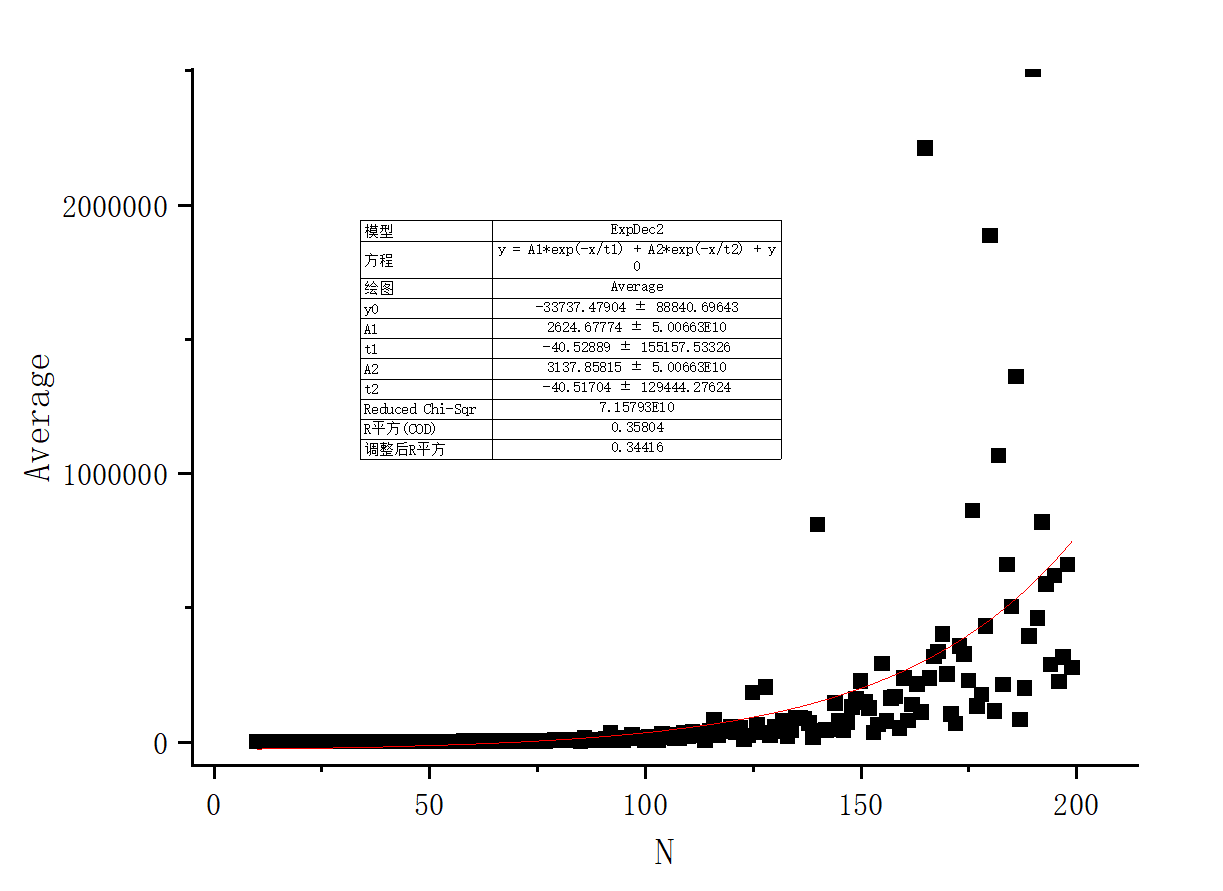 2000000
1000000
0
Average
0
50
100
150
200
N
模型 ExpDec2
方程 y = A1*exp(-x/t1) + A2*exp(-x/t2) + y
0
绘图 Average
y0 -33737.47904 ± 88840.69643
A1 2624.67774 ± 5.00663E10
t1 -40.52889 ± 155157.53326
A2 3137.85815 ± 5.00663E10
t2 -40.51704 ± 129444.27624
Reduced Chi-Sqr 7.15793E10
R平方(COD) 0.35804
调整后R平方 0.34416